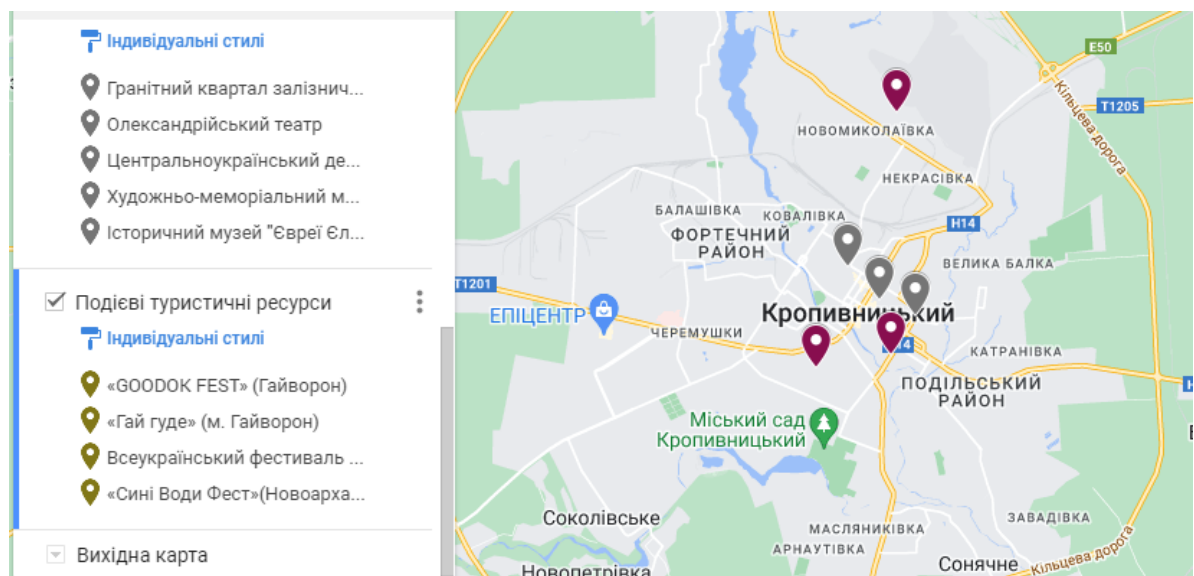 Індивідуальні стилі
Гранітний квартал залізнич...
Олександрійський театр
Центральноукраїнський де...
Художньо-меморіальний м...
Історичний музей "Євреї Єл...
Подієві туристичні ресурси
Індивідуальні стилі
«GOODOK FEST» (Гайворон)
«Гай гуде» (м. Гайворон)
Всеукраїнський фестиваль ...
«Сині Води Фест»(Новоарха...
Вихідна карта
E50
T1205
Кільцева дорога
НОВОМИКОЛАЇВКА
НЕКРАСІВКА
БАЛАШІВКА
КОВАЛІВКА
ФОРТЕЧНИЙ
РАЙОН
H14
ВЕЛИКА БАЛКА
T1201
ЕПІЦЕНТР
Кропивницький
ЧЕРЕМУШКИ
H14
КАТРАНІВКА
ПОДІЛЬСЬКИЙ
РАЙОН
Міський сад
Кропивницький
Соколівське
МАСЛЯНИКІВКА
ЗАВАДІВКА
АРНАУТІВКА
Сонячне
Кільцева дорога
Новопетрівка